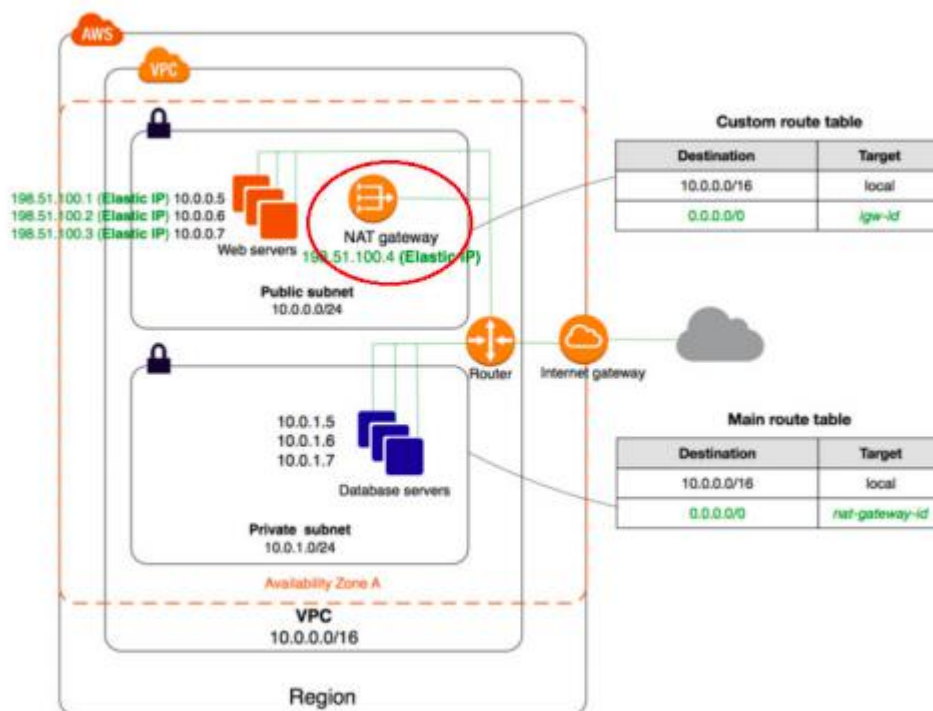 AWS
VPC
198.51.100.1 (Elastic IP) 10.0.0.5
198.51.100.2 (Elastic IP) 10.0.0.6
198.51.100.3 (Elastic IP) 10.0.0.7
Web servers
NAT gateway
198.51.100.4 (Elastic IP)
Public subnet
10.0.0.0/24
Custom route table
Destination Target
10.0.0.0/16 local
0.0.0.0/0 igw-id
Router
Internet gateway
10.0.1.5
10.0.1.6
10.0.1.7
Database servers
Private subnet
10.0.1.0/24
Main route table
Destination Target
10.0.0.0/16 local
0.0.0.0/0 nat-gateway-id
Availability Zone A
VPC
10.0.0.0/16
Region